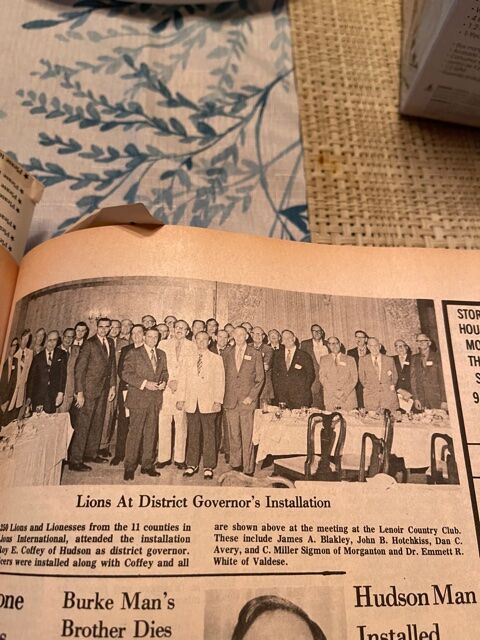 Lions At District Governor's Installation
250 Lions and Lionesses from the 11 counties in
Lions International, attended the installation
Roy E. Coffey of Hudson as district governor.
cers were installed along with Coffey and all
are shown above at the meeting at the Lenoir Country Club.
These include James A. Blakley, John B. Hotchkiss, Dan C.
Avery, and C. Miller Sigmon of Morganton and Dr. Emmett R.
White of Valdese.
STOR
HOU
MO
TH
S
9
one
Burke Man's
Brother Dies
Hudson Man
Installed